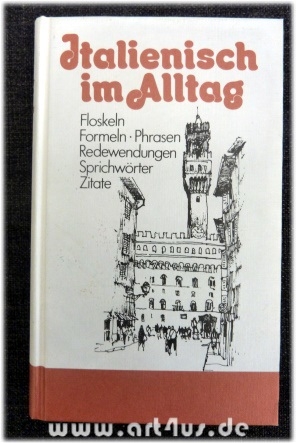 Italienisch
im Alltag
Floskeln
Formeln · Phrasen
Redewendungen
Sprichwörter
Zitate
www.art4us.de